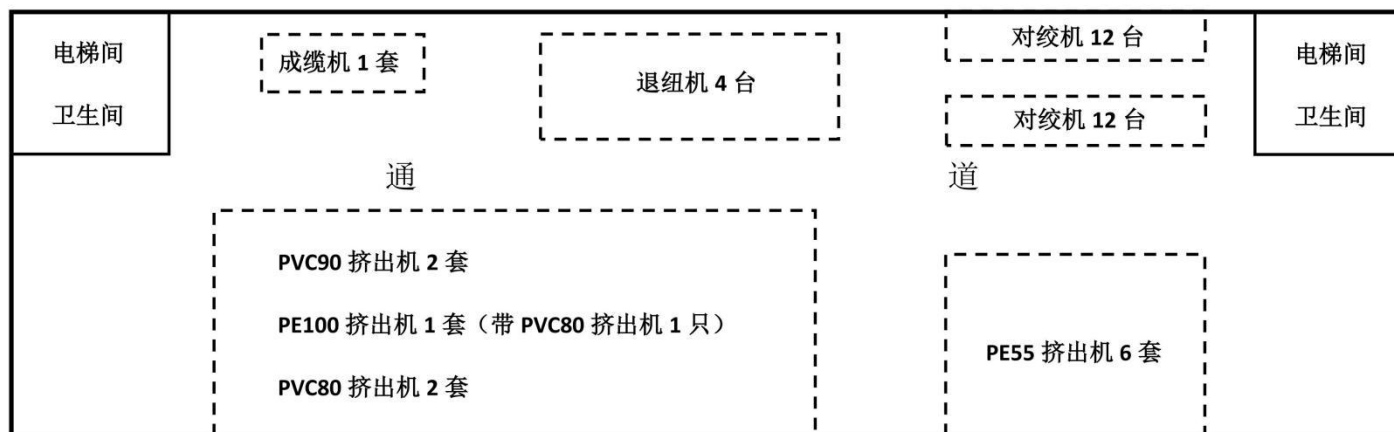 电梯间
卫生间
成缆机 1 套
退纽机 4 台
对绞机 12 台
对绞机 12 台
电梯间
卫生间
通 道
PVC90 挤出机 2 套
PE100 挤出机 1 套（带 PVC80 挤出机 1 只）
PVC80 挤出机 2 套
PE55 挤出机 6 套